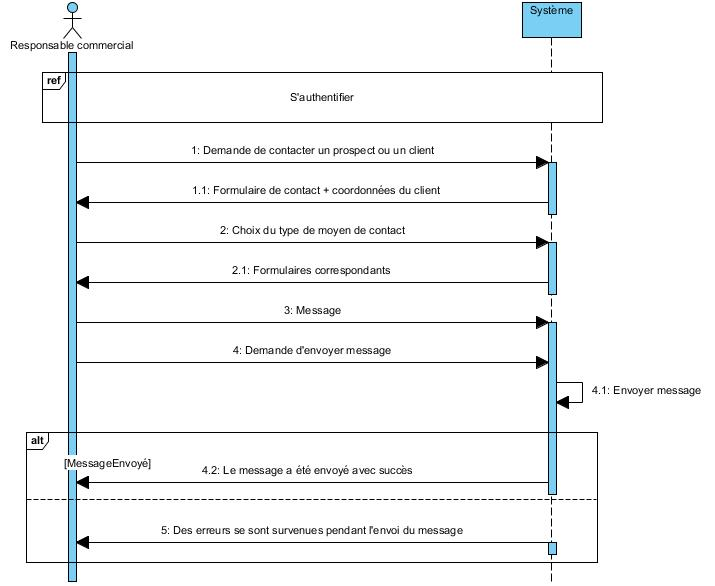 Système
Responsable commercial
ref
S'authentifier
1: Demande de contacter un prospect ou un client
1.1: Formulaire de contact + coordonnées du client
2: Choix du type de moyen de contact
2.1: Formulaires correspondants
3: Message
4: Demande d'envoyer message
4.1: Envoyer message
alt
[MessageEnvoyé]
4.2: Le message a été envoyé avec succès
5: Des erreurs se sont survenues pendant l'envoi du message